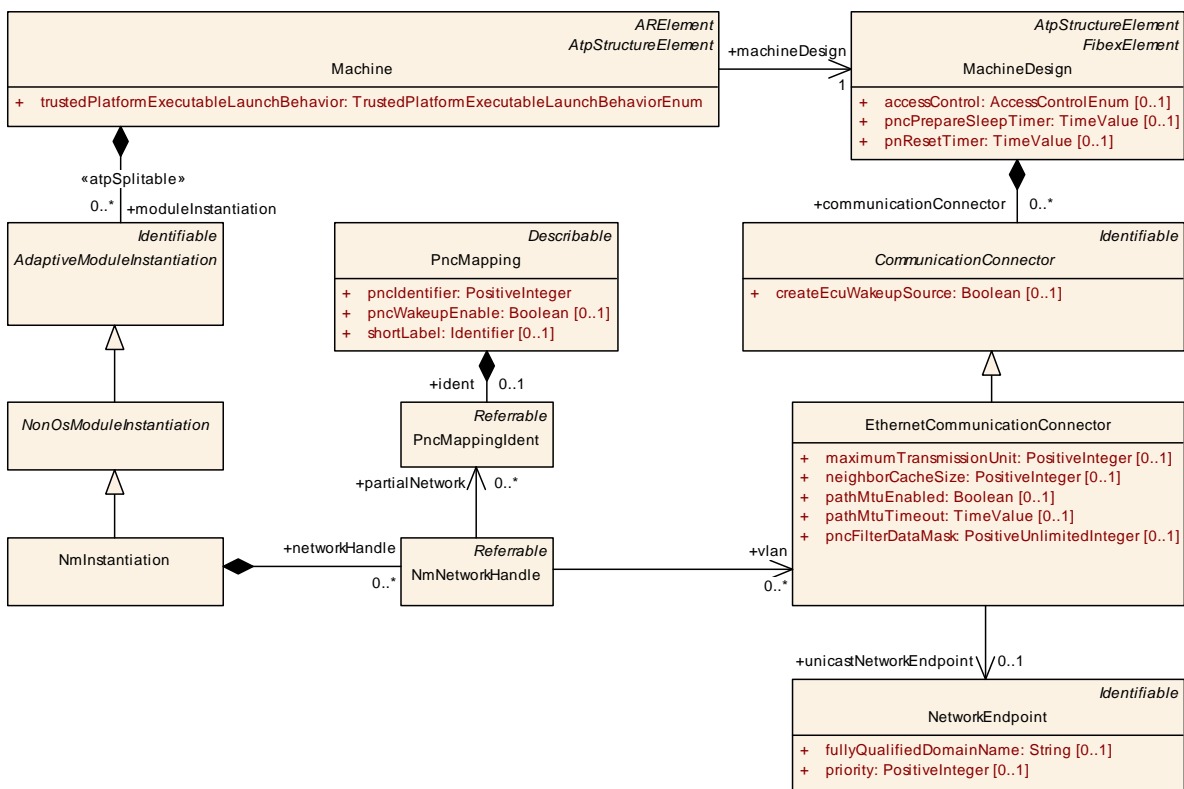 ARElement
AtpStructureElement
Machine
+ trustedPlatformExecutableLaunchBehavior: TrustedPlatformExecutableLaunchBehaviorEnum
+machineDesign
1
AtpStructureElement
FibexElement
MachineDesign
+ accessControl: AccessControlEnum [0..1]
+ pncPrepareSleepTimer: TimeValue [0..1]
+ pnResetTimer: TimeValue [0..1]
«atpSplitable»
0..* +moduleInstantiation
+communicationConnector 0..*
Identifiable
AdaptiveModuleInstantiation
Describable
PncMapping
+ pncIdentifier: PositiveInteger
+ pncWakeupEnable: Boolean [0..1]
+ shortLabel: Identifier [0..1]
Identifiable
CommunicationConnector
+ createEcuWakeupSource: Boolean [0..1]
+ident 0..1
NonOsModuleInstantiation
Referrable
PncMappingIdent
+partialNetwork 0..*
EthernetCommunicationConnector
+ maximumTransmissionUnit: PositiveInteger [0..1]
+ neighborCacheSize: PositiveInteger [0..1]
+ pathMtuEnabled: Boolean [0..1]
+ pathMtuTimeout: TimeValue [0..1]
+ pncFilterDataMask: PositiveUnlimitedInteger [0..1]
NmInstantiation
+networkHandle
0..*
Referrable
NmNetworkHandle
+vlan
0..*
+unicastNetworkEndpoint 0..1
Identifiable
NetworkEndpoint
+ fullyQualifiedDomainName: String [0..1]
+ priority: PositiveInteger [0..1]